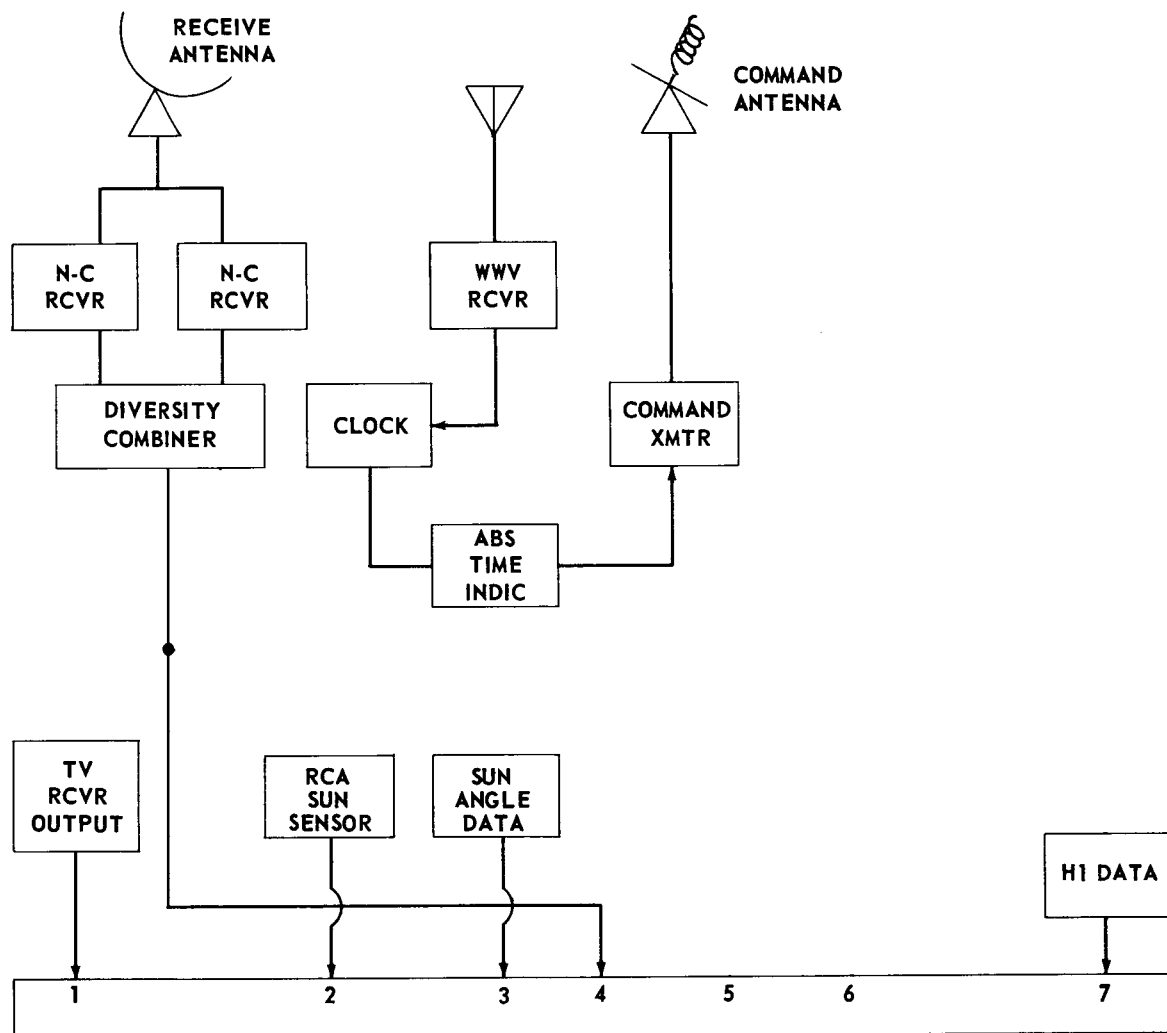 RECEIVE
ANTENNA
COMMAND
ANTENNA
N-C
RCVR
N-C
RCVR
WWV
RCVR
DIVERSITY
COMBINER
CLOCK
COMMAND
XMTR
ABS
TIME
INDIC
TV
RCVR
OUTPUT
RCA
SUN
SENSOR
SUN
ANGLE
DATA
H1 DATA
1 2 3 4 5 6 7